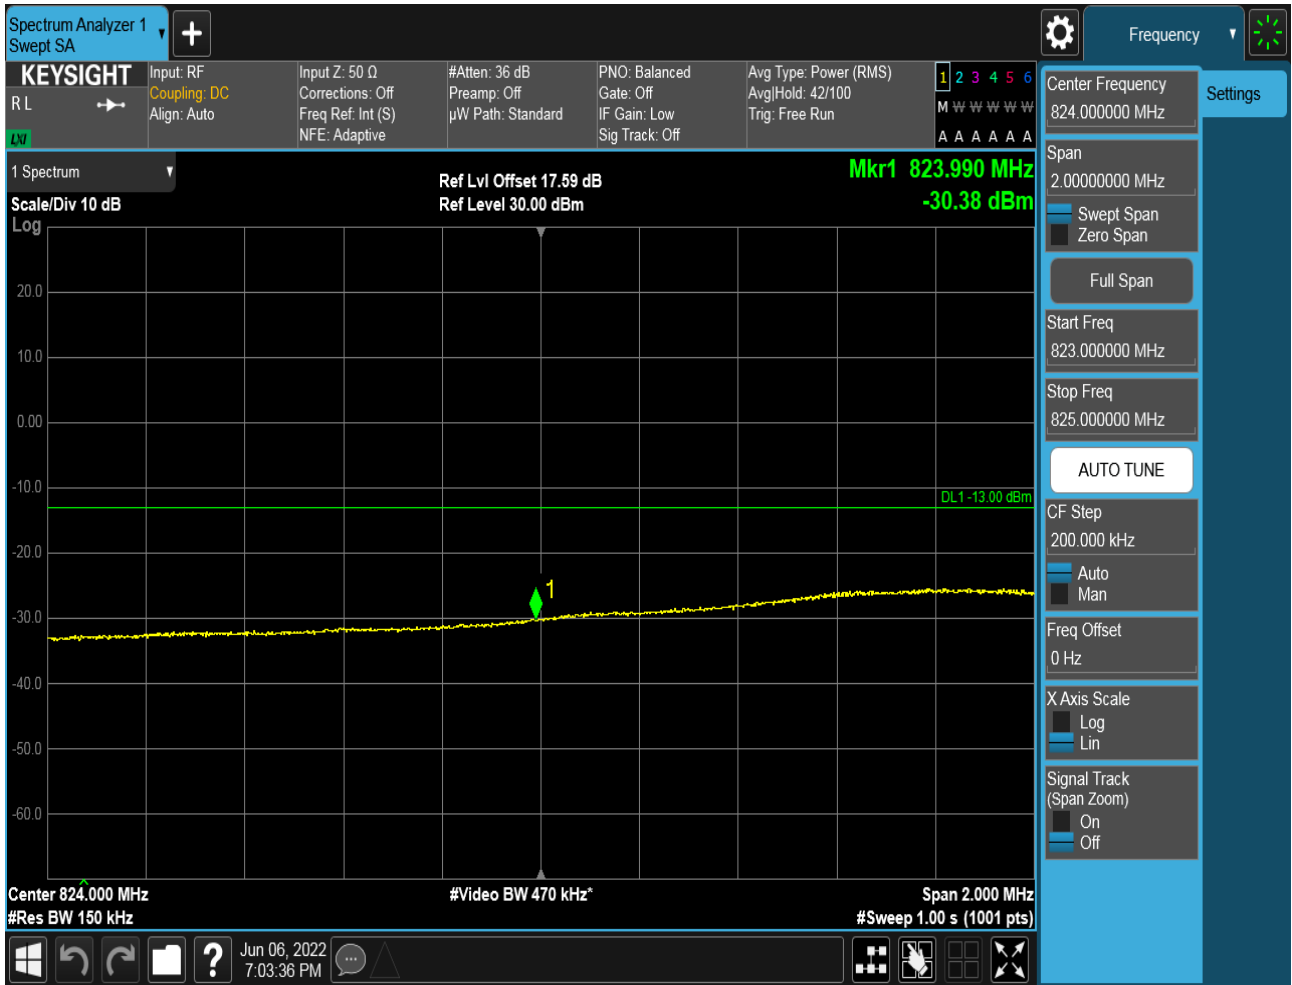 Spectrum Analyzer 1
Swept SA
+
Frequency
KEYSIGHT
R L
LXI
Input: RF
Coupling: DC
Align: Auto
Input Z: 50 Ω
Corrections: Off
Freq Ref: Int (S)
NFE: Adaptive
#Atten: 36 dB
Preamp: Off
µW Path: Standard
PNO: Balanced
Gate: Off
IF Gain: Low
Sig Track: Off
Avg Type: Power (RMS)
Avg|Hold: 42/100
Trig: Free Run
1 2 3 4 5 6
M W W W W W
A A A A A A
1 Spectrum
Scale/Div 10 dB
Log
Ref Lvl Offset 17.59 dB
Ref Level 30.00 dBm
Mkr1 823.990 MHz
-30.38 dBm
20.0
10.0
0.00
-10.0
DL1 -13.00 dBm
-20.0
1
-30.0
-40.0
-50.0
-60.0
Center 824.000 MHz
#Res BW 150 kHz
#Video BW 470 kHz*
Span 2.000 MHz
#Sweep 1.00 s (1001 pts)
?
Jun 06, 2022
7:03:36 PM
Center Frequency
824.000000 MHz
Settings
Span
2.00000000 MHz
Swept Span
Zero Span
Full Span
Start Freq
823.000000 MHz
Stop Freq
825.000000 MHz
AUTO TUNE
CF Step
200.000 kHz
Auto
Man
Freq Offset
0 Hz
X Axis Scale
Log
Lin
Signal Track
(Span Zoom)
On
Off